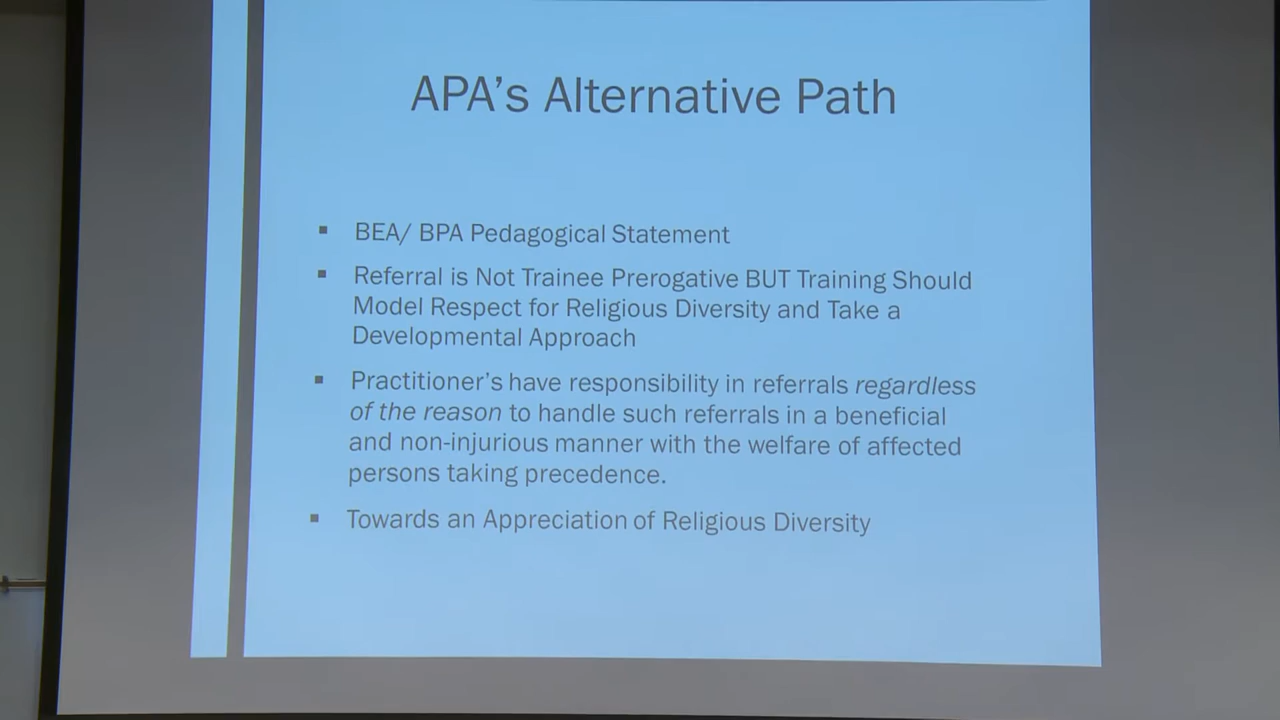 APA's Alternative Path
▪ BEA/ BPA Pedagogical Statement
▪ Referral is Not Trainee Prerogative BUT Training Should
Model Respect for Religious Diversity and Take a
Developmental Approach
▪ Practitioner's have responsibility in referrals regardless
of the reason to handle such referrals in a beneficial
and non-injurious manner with the welfare of affected
persons taking precedence.
▪ Towards an Appreciation of Religious Diversity